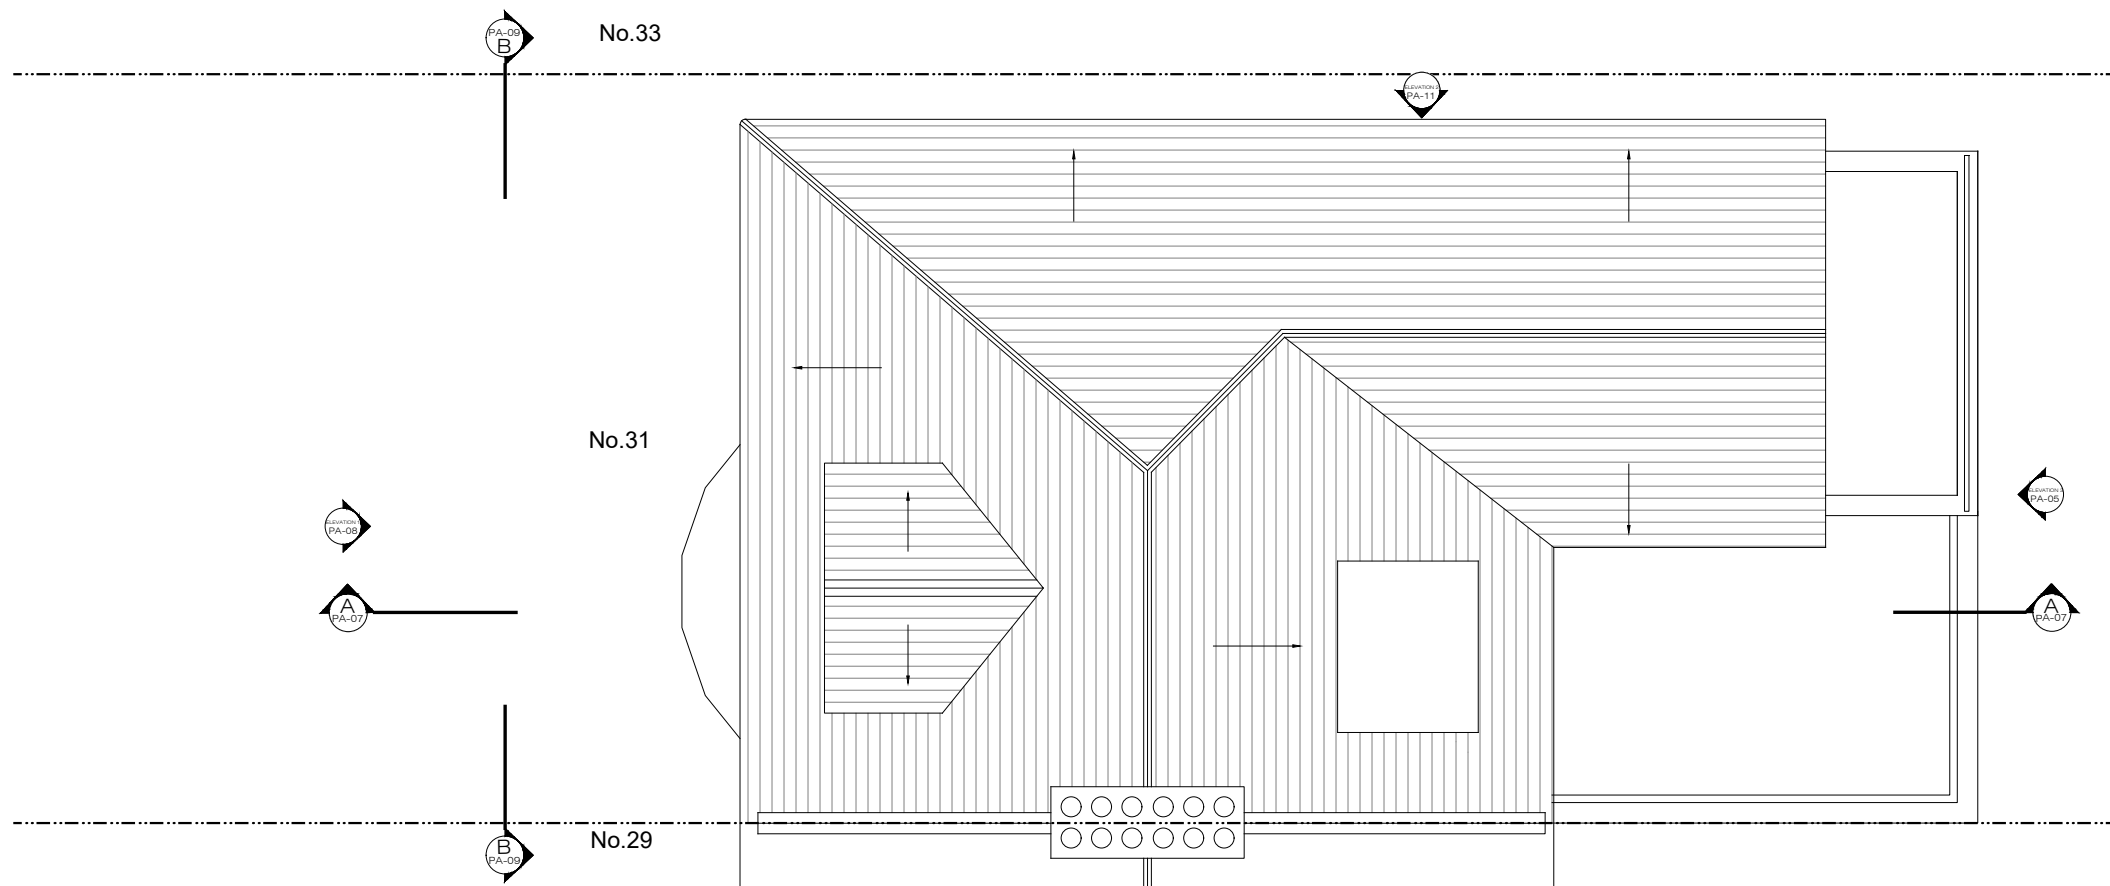 PA-09
B
No.33
ELEVATION 2
PA-11
No.31
ELEVATION 1
PA-08
ELEVATION 3
PA-05
A
PA-07
A
PA-07
No.29
B
PA-09